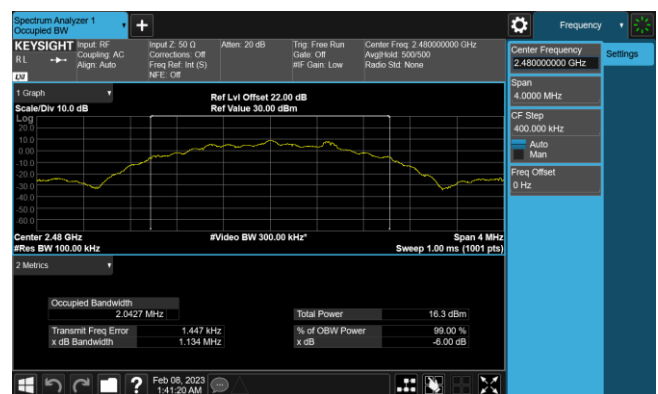 Spectrum Analyzer 1
Occupied BW
Frequency
KEYSIGHT
R L
LV
Input: RF
Coupling: AC
Align: Auto
Input Z: 50 Ω
Corrections: Off
Freq Ref: Int (S)
NFE: Off
Atten: 20 dB
Trig: Free Run
Gate: Off
#IF Gain: Low
Center Freq: 2.480000000 GHz
Avg|Hold: 500/500
Radio Std: None
Center Frequency
2.480000000 GHz
Settings
Span
4.0000 MHz
CF Step
400.000 kHz
Auto
Man
Freq Offset
0 Hz
1 Graph
Scale/Div 10.0 dB
Ref Lvl Offset 22.00 dB
Ref Value 30.00 dBm
Log
20.0
10.0
0.00
-10.0
-20.0
-30.0
-40.0
-50.0
-60.0
Center 2.48 GHz
#Res BW 100.00 kHz
#Video BW 300.00 kHz*
Span 4 MHz
Sweep 1.00 ms (1001 pts)
2 Metrics
Occupied Bandwidth
2.0427 MHz
Total Power 16.3 dBm
Transmit Freq Error 1.447 kHz
% of OBW Power 99.00 %
x dB Bandwidth 1.134 MHz
x dB -6.00 dB
?
Feb 08, 2023
1:41:20 AM